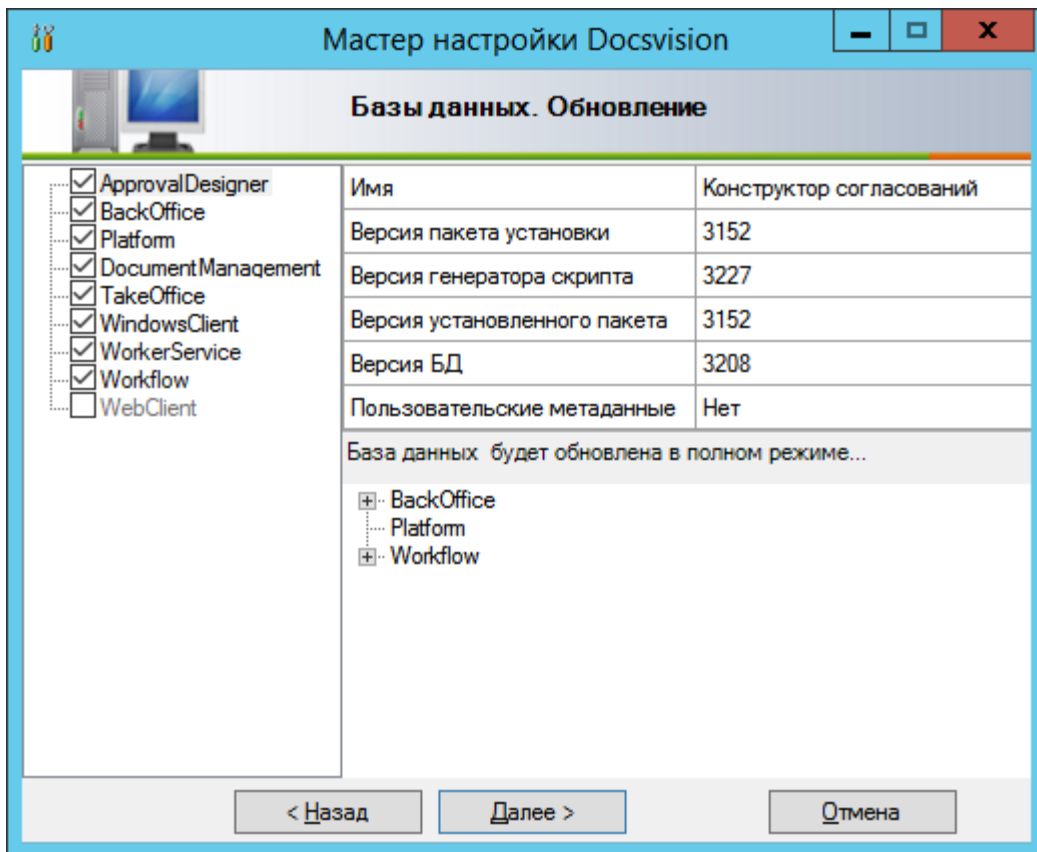 Мастер настройки Docsvision
Базы данных. Обновление
ApprovalDesigner
BackOffice
Platform
DocumentManagement
TakeOffice
WindowsClient
WorkerService
Workflow
WebClient
Имя Конструктор согласований
Версия пакета установки 3152
Версия генератора скрипта 3227
Версия установленного пакета 3152
Версия БД 3208
Пользовательские метаданные Нет
База данных  будет обновлена в полном режиме...
BackOffice
Platform
Workflow
< Назад Далее > Отмена